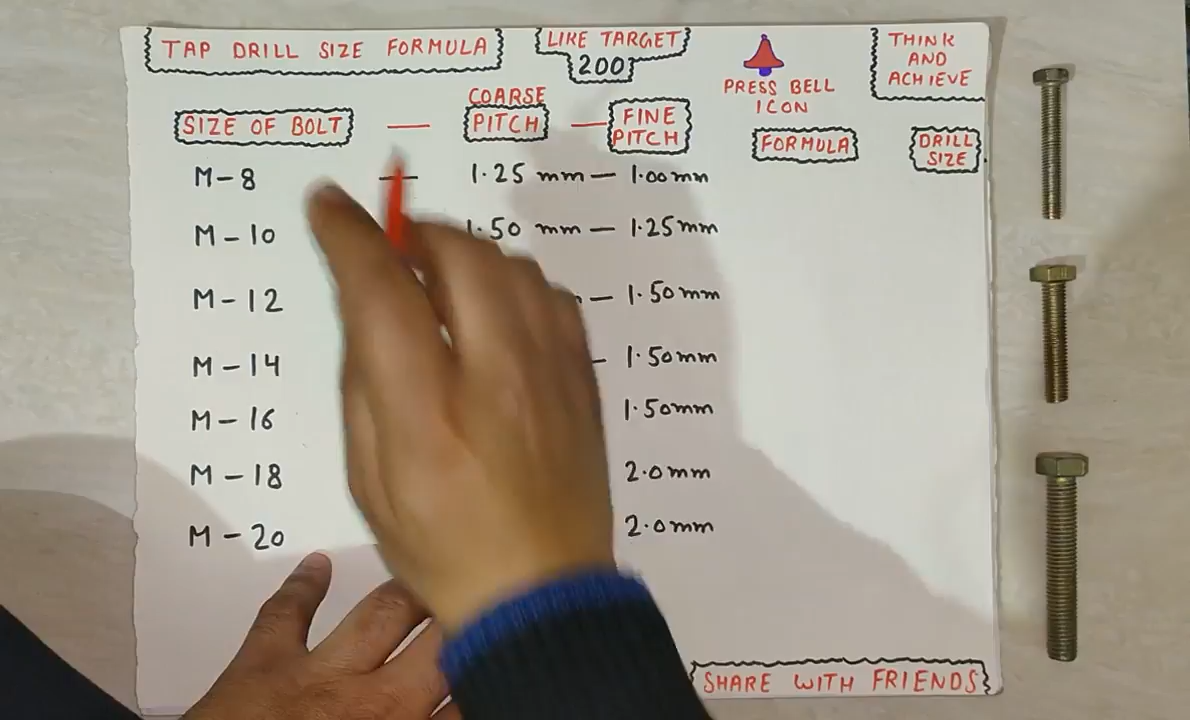 TAP DRILL SIZE FORMULA
LIKE TARGET
200
PRESS BELL
ICON
THINK
AND
ACHIEVE
SIZE OF BOLT — COARSE PITCH — FINE PITCH
FORMULA
DRILL
SIZE
M-8 — 1.25 mm — 1.00mm
M-10 1.50 mm — 1.25mm
M-12 — 1.50mm
M-14 - 1.50mm
M-16 1.50mm
M-18 2.0mm
M-20 2.0mm
SHARE WITH FRIENDS